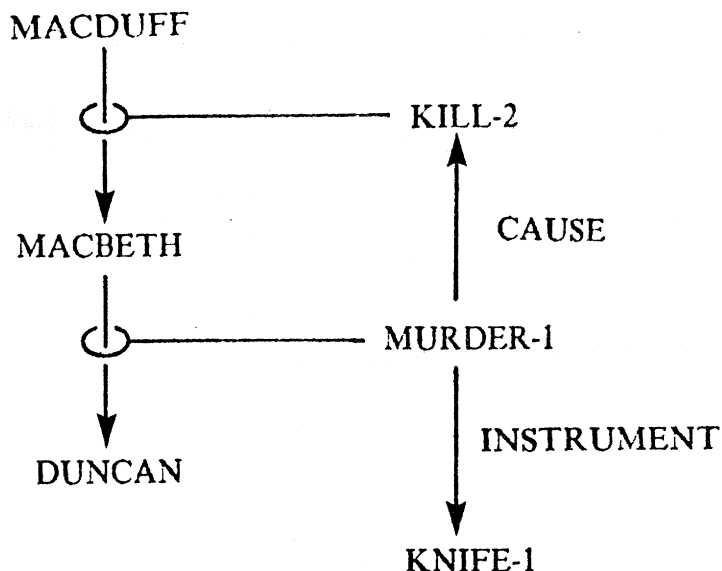 MACDUFF
KILL-2
CAUSE
MACBETH
MURDER-1
INSTRUMENT
DUNCAN
KNIFE-1